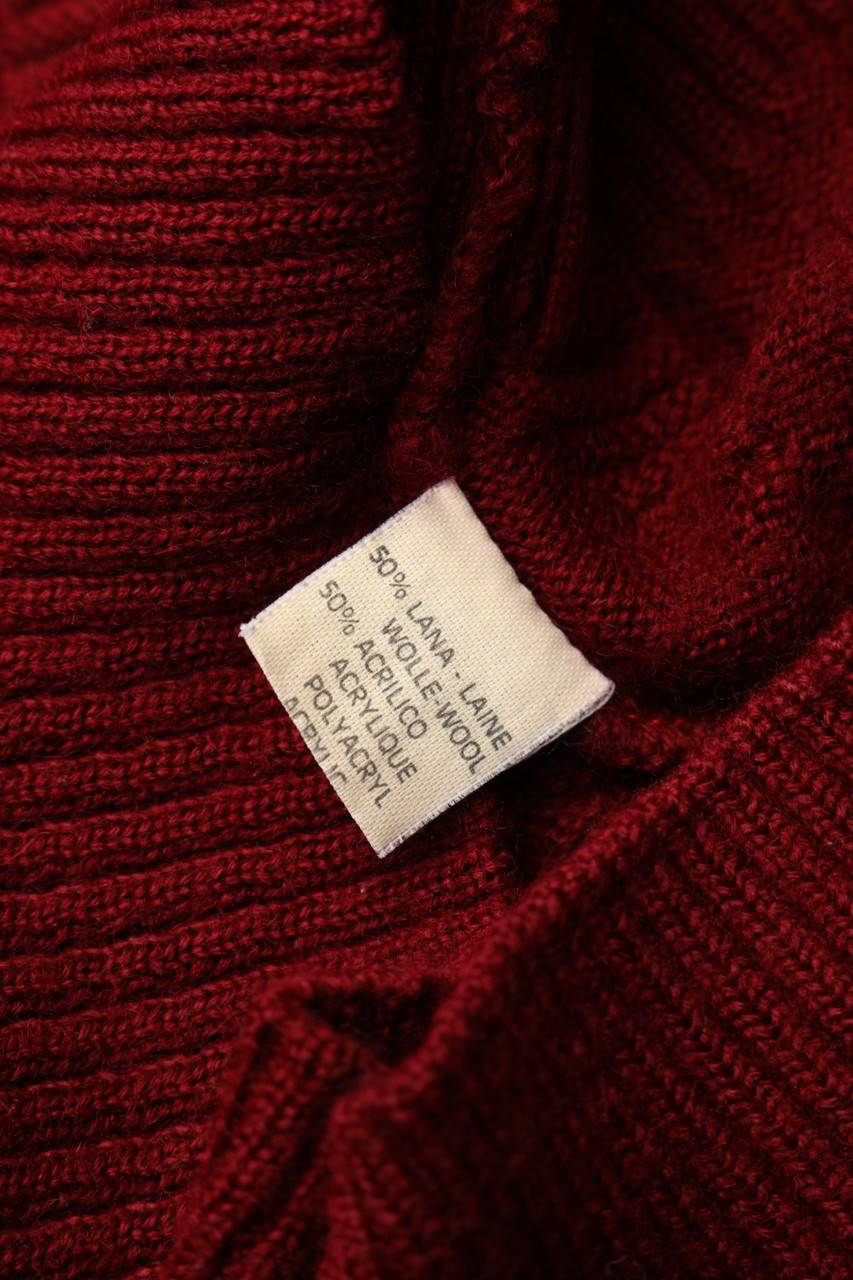 50% LANA - LAINE
WOLLE-WOOL
50% ACRILICO
ACRYLIQUE
POLYACRYL